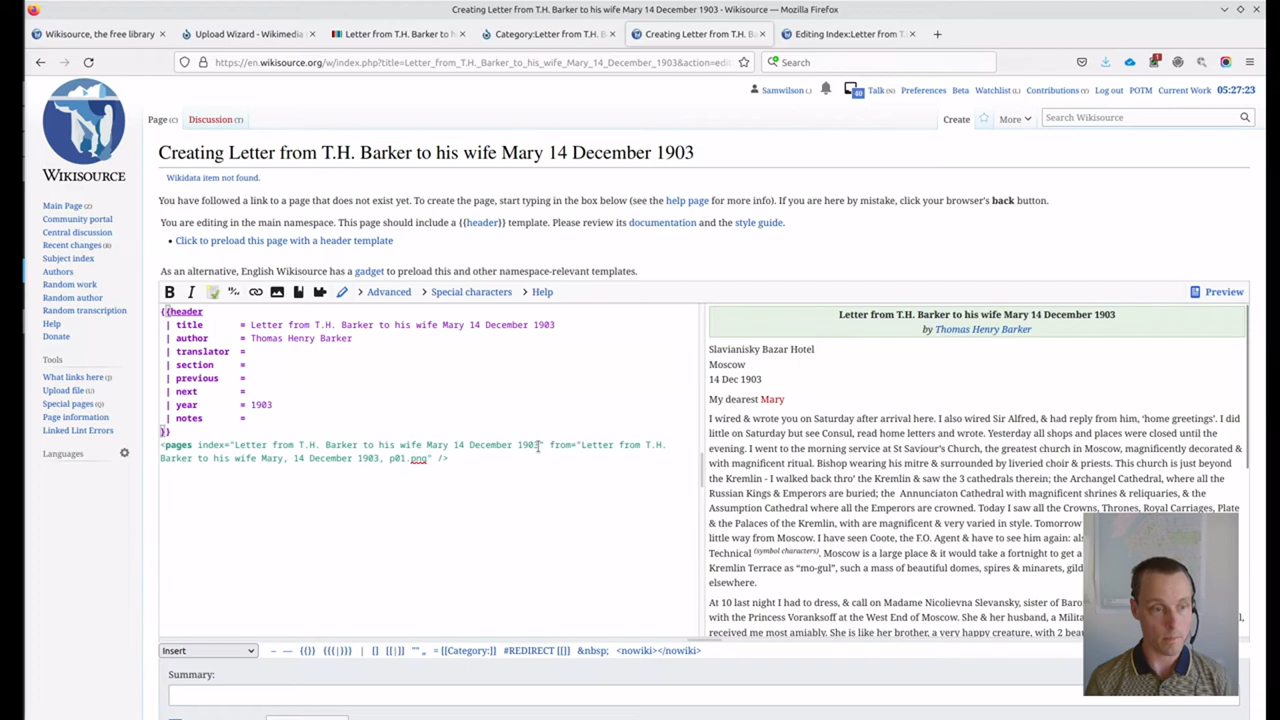 Creating Letter from T.H. Barker to his wife Mary 14 December 1903 - Wikisource — Mozilla Firefox
Wikisource, the free library
Upload Wizard - Wikimedia
Letter from T.H. Barker to h
Category:Letter from T.H. B
Creating Letter from T.H. Ba
Editing Index:Letter from T
https://en.wikisource.org/w/index.php?title=Letter_from_T.H._Barker_to_his_wife_Mary_14_December_1903&action=edi
Search
Samwilson
40
Talk
Preferences
Beta
Watchlist
Contributions
Log out
POTM
Current Work
05:27:23
WIKISOURCE
Page
Discussion
Create
More
Search Wikisource
Creating Letter from T.H. Barker to his wife Mary 14 December 1903
Wikidata item not found.
You have followed a link to a page that does not exist yet. To create the page, start typing in the box below (see the help page for more info). If you are here by mistake, click your browser's back button.
You are editing in the main namespace. This page should include a {{header}} template. Please review its documentation and the style guide.
• Click to preload this page with a header template
As an alternative, English Wikisource has a gadget to preload this and other namespace-relevant templates.
Main Page
Community portal
Central discussion
Recent changes
Subject index
Authors
Random work
Random author
Random transcription
Help
Donate
Tools
What links here
Upload file
Special pages
Page information
Linked Lint Errors
Languages
B I
Advanced
Special characters
Help
Preview
{{header
| title = Letter from T.H. Barker to his wife Mary 14 December 1903
| author = Thomas Henry Barker
| translator =
| section =
| previous =
| next =
| year = 1903
| notes =
}}
<pages index="Letter from T.H. Barker to his wife Mary 14 December 1903" from="Letter from T.H.
Barker to his wife Mary, 14 December 1903, p01.png" />
Letter from T.H. Barker to his wife Mary 14 December 1903
by Thomas Henry Barker
Slavianisky Bazar Hotel
Moscow
14 Dec 1903
My dearest Mary
I wired & wrote you on Saturday after arrival here. I also wired Sir Alfred, & had reply from him, 'home greetings'. I did
little on Saturday but see Consul, read home letters and wrote. Yesterday all shops and places were closed until the
evening. I went to the morning service at St Saviour's Church, the greatest church in Moscow, magnificently decorated &
with magnificent ritual. Bishop wearing his mitre & surrounded by liveried choir & priests. This church is just beyond
the Kremlin - I walked back thro' the Kremlin & saw the 3 cathedrals therein; the Archangel Cathedral, where all the
Russian Kings & Emperors are buried; the Annunciaton Cathedral with magnificent shrines & reliquaries, & the
Assumption Cathedral where all the Emperors are crowned. Today I saw all the Crowns, Thrones, Royal Carriages, Plate
& the Palaces of the Kremlin, with are magnificent & very varied in style. Tomorrow
little way from Moscow. I have seen Coote, the F.O. Agent & have to see him again: als
Technical (symbol characters). Moscow is a large place & it would take a fortnight to get a
Kremlin Terrace as "mo-gul", such a mass of beautiful domes, spires & minarets, gild
elsewhere.
At 10 last night I had to dress, & call on Madame Nicolievna Slevansky, sister of Baro
with the Princess Voranksoff at the West End of Moscow. She & her husband, a Milita
received me most amiably. She is like her brother, a very happy creature, with 2 beau
Insert
– — {{}} {{{|}}} | [] [[|]] "" „ = [[Category:]] #REDIRECT [[]] &nbsp; <nowiki></nowiki>
Summary: